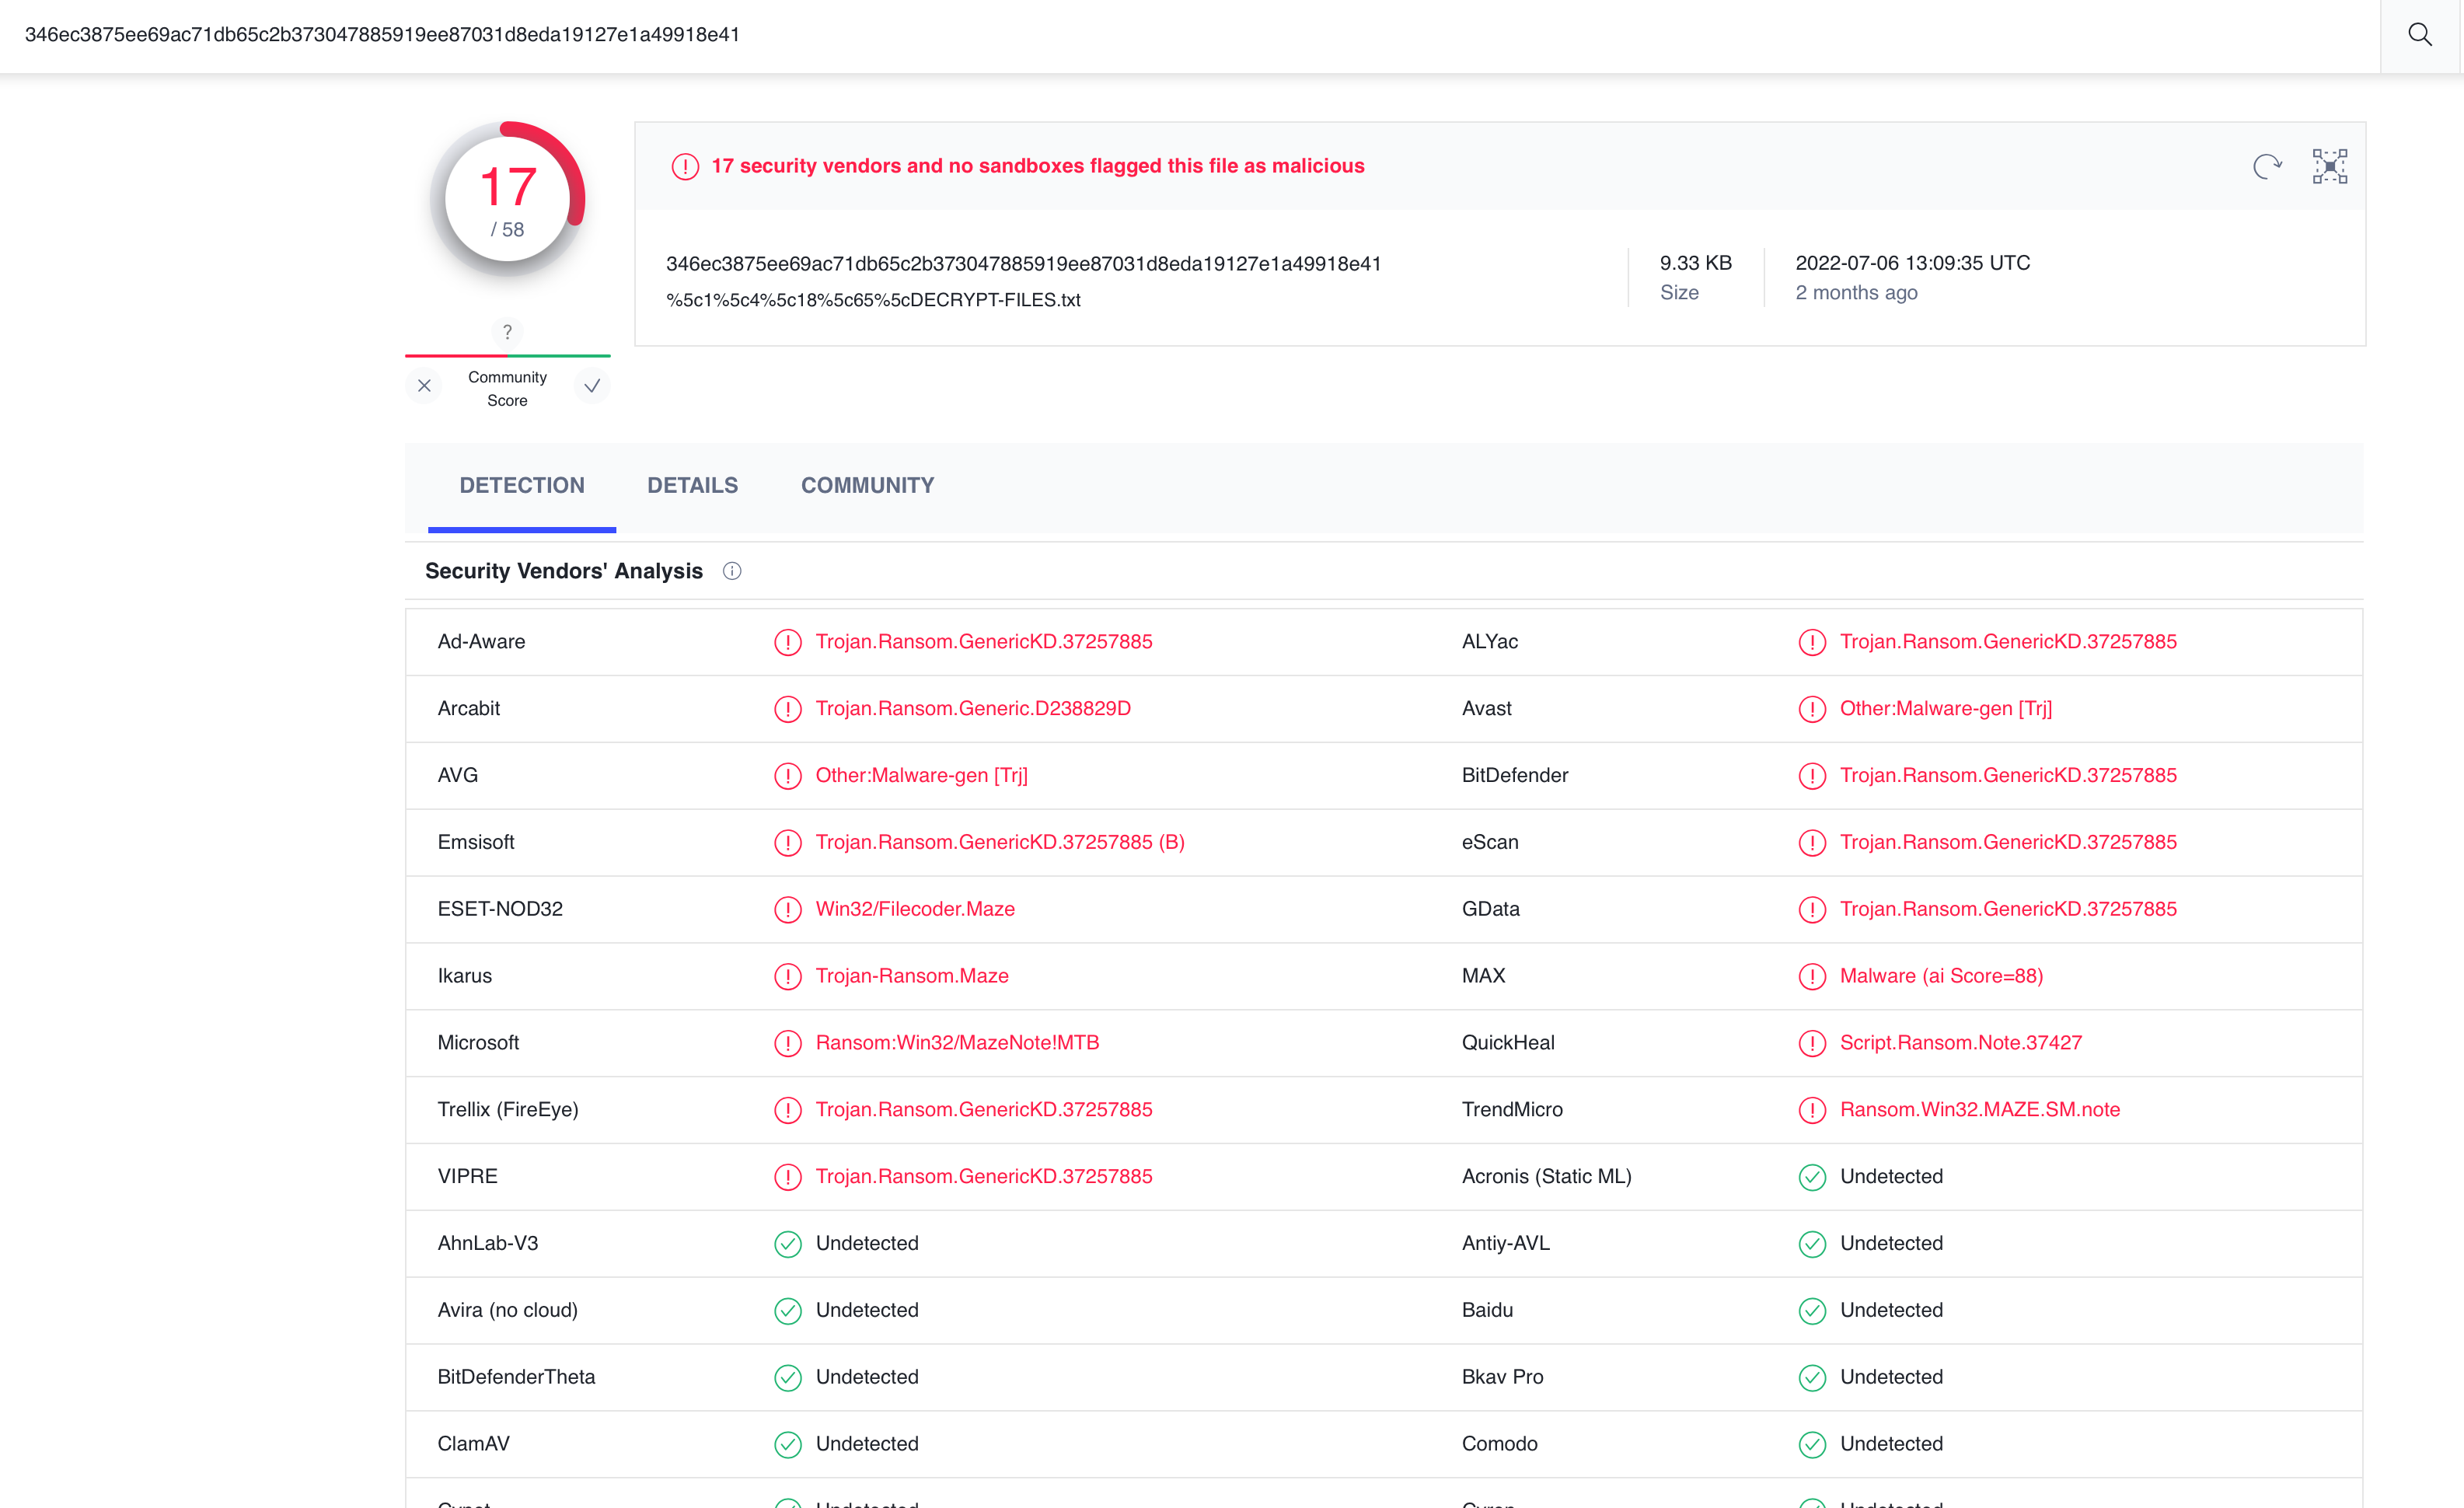 346ec3875ee69ac71db65c2b373047885919ee87031d8eda19127e1a49918e41
17
/ 58
?
Community
Score
17 security vendors and no sandboxes flagged this file as malicious
346ec3875ee69ac71db65c2b373047885919ee87031d8eda19127e1a49918e41
%5c1%5c4%5c18%5c65%5cDECRYPT-FILES.txt
9.33 KB
Size
2022-07-06 13:09:35 UTC
2 months ago
DETECTION DETAILS COMMUNITY
Security Vendors' Analysis
Ad-Aware Trojan.Ransom.GenericKD.37257885 ALYac Trojan.Ransom.GenericKD.37257885
Arcabit Trojan.Ransom.Generic.D238829D Avast Other:Malware-gen [Trj]
AVG Other:Malware-gen [Trj] BitDefender Trojan.Ransom.GenericKD.37257885
Emsisoft Trojan.Ransom.GenericKD.37257885 (B) eScan Trojan.Ransom.GenericKD.37257885
ESET-NOD32 Win32/Filecoder.Maze GData Trojan.Ransom.GenericKD.37257885
Ikarus Trojan-Ransom.Maze MAX Malware (ai Score=88)
Microsoft Ransom:Win32/MazeNote!MTB QuickHeal Script.Ransom.Note.37427
Trellix (FireEye) Trojan.Ransom.GenericKD.37257885 TrendMicro Ransom.Win32.MAZE.SM.note
VIPRE Trojan.Ransom.GenericKD.37257885 Acronis (Static ML) Undetected
AhnLab-V3 Undetected Antiy-AVL Undetected
Avira (no cloud) Undetected Baidu Undetected
BitDefenderTheta Undetected Bkav Pro Undetected
ClamAV Undetected Comodo Undetected